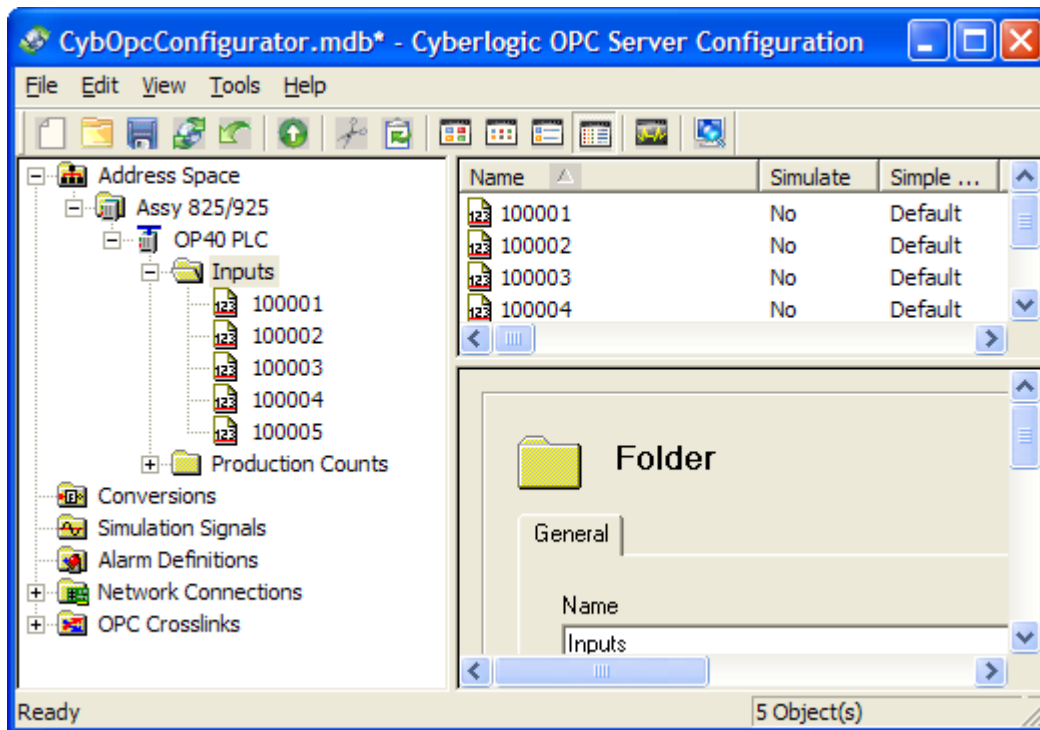 CybOpcConfigurator.mdb* - Cyberlogic OPC Server Configuration
File Edit View Tools Help
Address Space
Assy 825/925
OP40 PLC
Inputs
100001
100002
100003
100004
100005
Production Counts
Conversions
Simulation Signals
Alarm Definitions
Network Connections
OPC Crosslinks
Name Simulate Simple ...
100001 No Default
100002 No Default
100003 No Default
100004 No Default
Folder
General
Name
Inputs
Ready 5 Object(s)